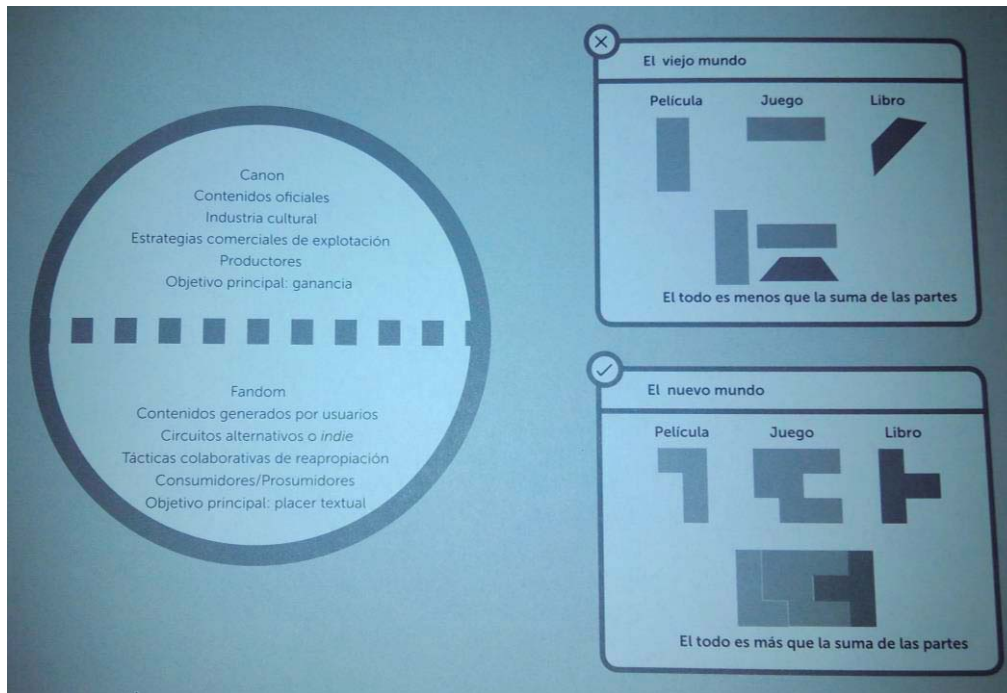 Canon
Contenidos oficiales
Industria cultural
Estrategias comerciales de explotación
Productores
Objetivo principal: ganancia
Fandom
Contenidos generados por usuarios
Circuitos alternativos o indie
Tácticas colaborativas de reapropiación
Consumidores/Prosumidores
Objetivo principal: placer textual
El viejo mundo
Película Juego Libro
El todo es menos que la suma de las partes
El nuevo mundo
Película Juego Libro
El todo es más que la suma de las partes